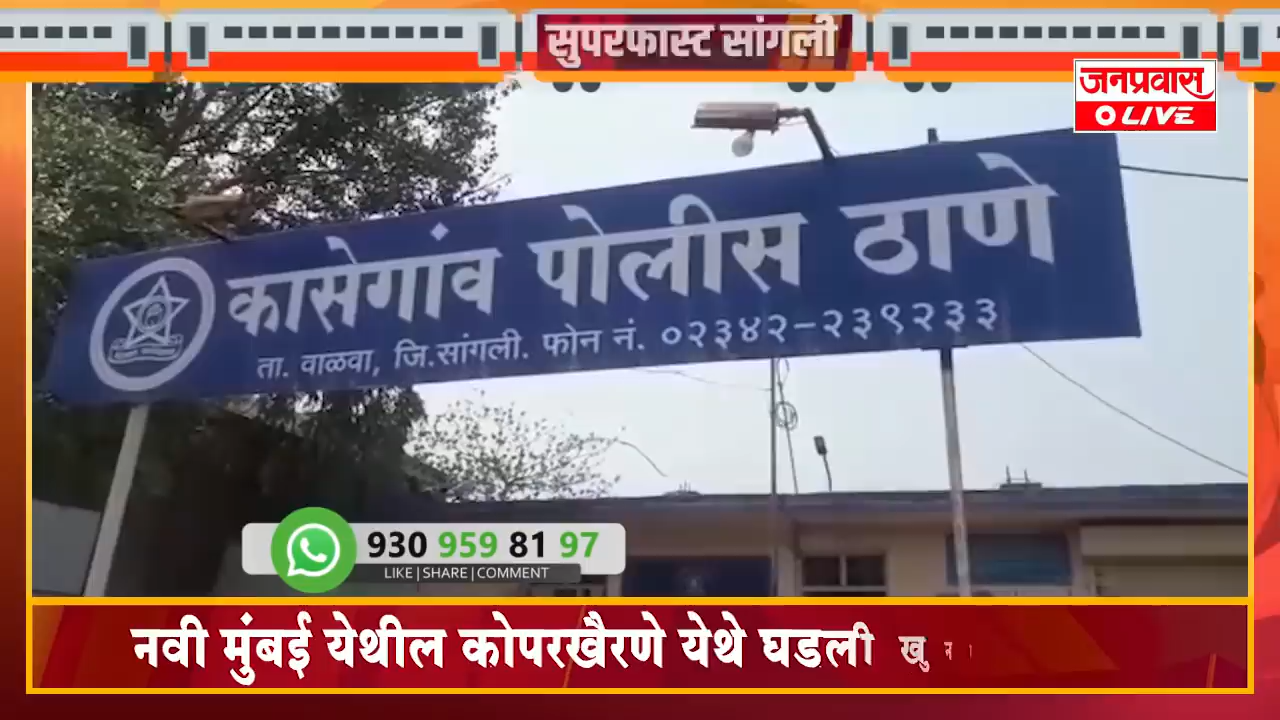 सुपरफास्ट सांगली
जनप्रवास
LIVE
कासेगांव पोलीस ठाणे
ता. वाळवा, जि.सांगली. फोन नं. ०२३४२-२३९२३३
930 959 81 97
LIKE|SHARE|COMMENT
नवी मुंबई येथील कोपरखैरणे येथे घडली